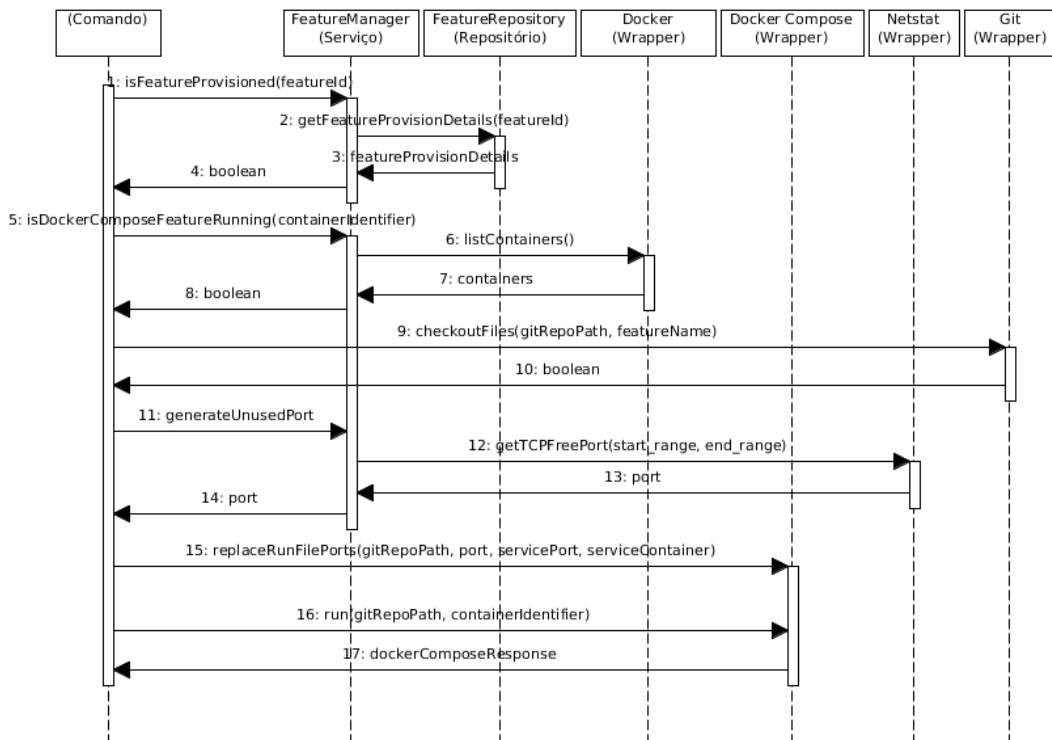 (Comando)
FeatureManager
(Serviço)
FeatureRepository
(Repositório)
Docker
(Wrapper)
Docker Compose
(Wrapper)
Netstat
(Wrapper)
Git
(Wrapper)
1: isFeatureProvisioned(featureId)
2: getFeatureProvisionDetails(featureId)
3: featureProvisionDetails
4: boolean
5: isDockerComposeFeatureRunning(containerIdentifier)
6: listContainers()
7: containers
8: boolean
9: checkoutFiles(gitRepoPath, featureName)
10: boolean
11: generateUnusedPort
12: getTCPFreePort(start_range, end_range)
13: port
14: port
15: replaceRunFilePorts(gitRepoPath, port, servicePort, serviceContainer)
16: run(gitRepoPath, containerIdentifier)
17: dockerComposeResponse